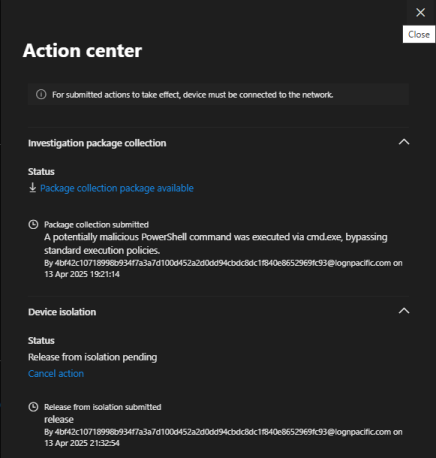 Close
Action center
For submitted actions to take effect, device must be connected to the network.
Investigation package collection
Status
Package collection package available
Package collection submitted
A potentially malicious PowerShell command was executed via cmd.exe, bypassing
standard execution policies.
By 4bf42c10718998b934f7a3a7d100d452a2d0dd94cbdc8dc1f840e8652969fc93@lognpacific.com on
13 Apr 2025 19:21:14
Device isolation
Status
Release from isolation pending
Cancel action
Release from isolation submitted
release
By 4bf42c10718998b934f7a3a7d100d452a2d0dd94cbdc8dc1f840e8652969fc93@lognpacific.com on
13 Apr 2025 21:32:54